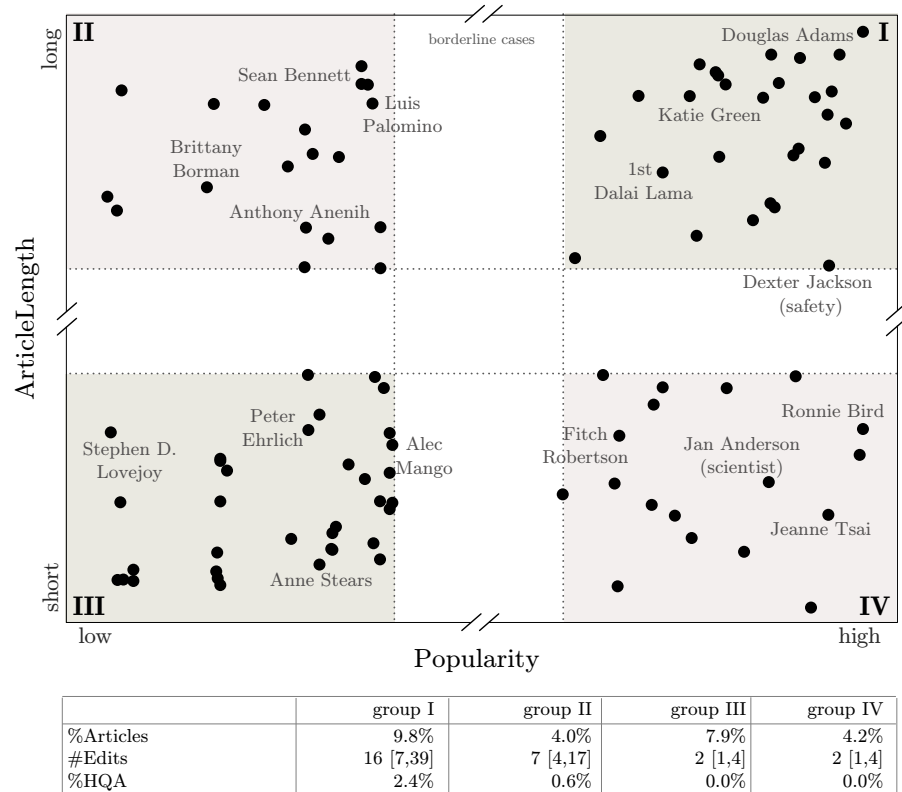 II
borderline cases
I
long
Douglas Adams
Sean Bennett
Luis
Palomino
Katie Green
Brittany
Borman
1st
Dalai Lama
Anthony Anenih
Dexter Jackson
(safety)
ArticleLength
Ronnie Bird
Peter
Ehrlich
Fitch
Robertson
Alec
Mango
Jan Anderson
(scientist)
Stephen D.
Lovejoy
Jeanne Tsai
Anne Stears
short
III
IV
low
high
Popularity
group I group II group III group IV
%Articles 9.8% 4.0% 7.9% 4.2%
#Edits 16 [7,39] 7 [4,17] 2 [1,4] 2 [1,4]
%HQA 2.4% 0.6% 0.0% 0.0%